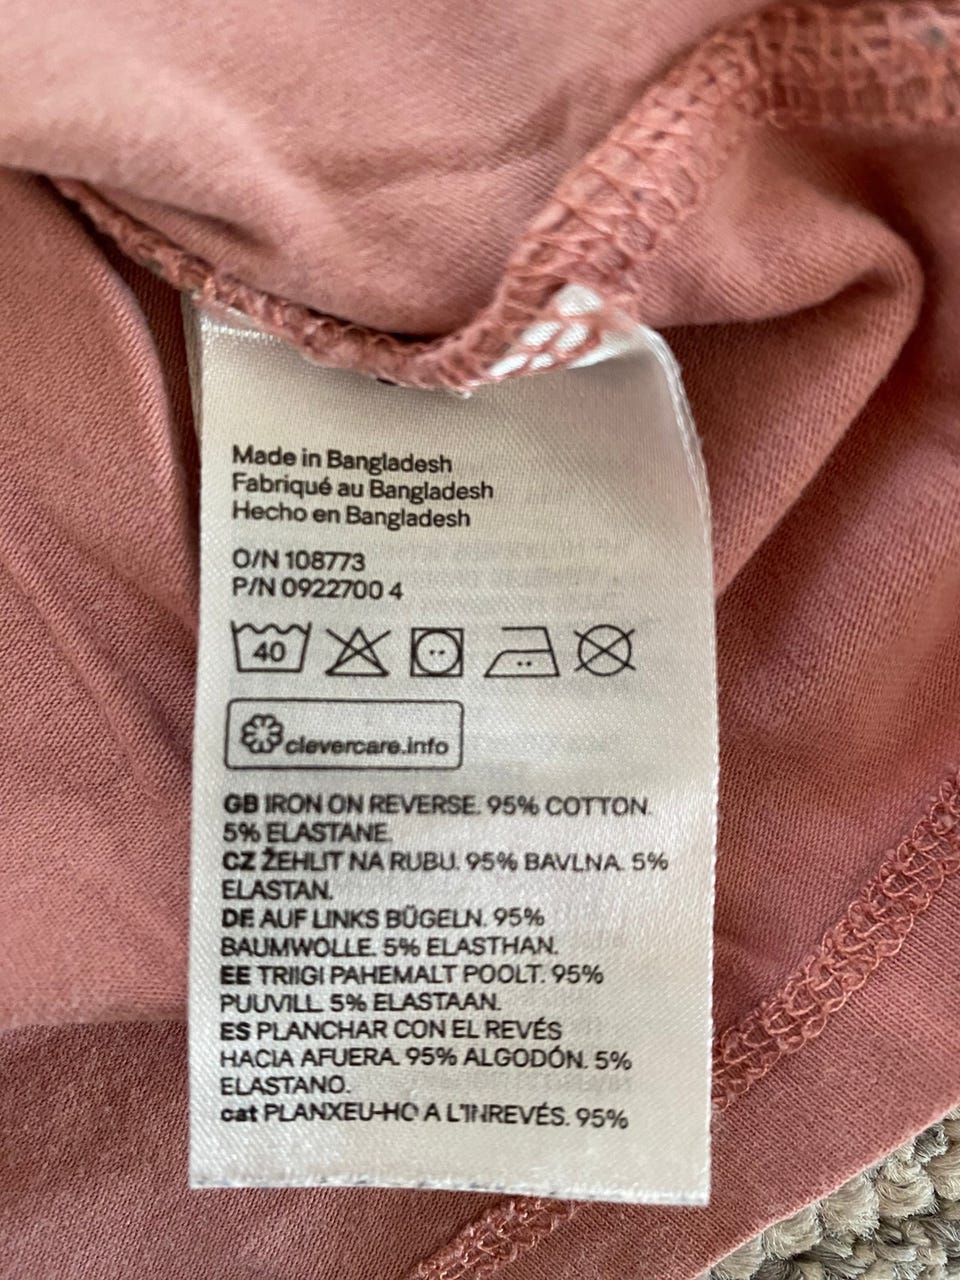 Made in Bangladesh
Fabriqué au Bangladesh
Hecho en Bangladesh
O/N 108773
P/N 0922700 4
40
clevercare.info
GB IRON ON REVERSE. 95% COTTON.
5% ELASTANE.
CZ ŽEHLIT NA RUBU. 95% BAVLNA. 5%
ELASTAN.
DE AUF LINKS BÜGELN. 95%
BAUMWOLLE. 5% ELASTHAN.
EE TRIIGI PAHEMALT POOLT. 95%
PUUVILL. 5% ELASTAAN.
ES PLANCHAR CON EL REVÉS
HACIA AFUERA. 95% ALGODÓN. 5%
ELASTANO.
cat PLANXEU-HO A L'INREVÉS. 95%